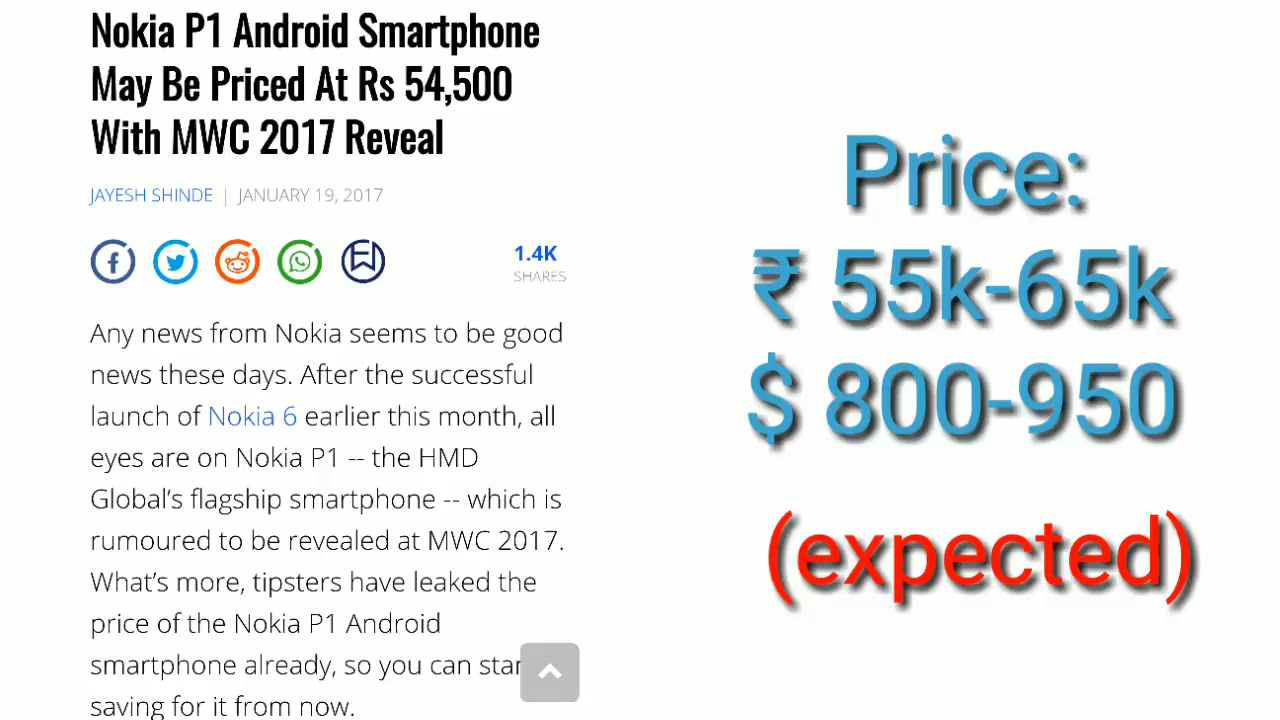 Nokia P1 Android Smartphone
May Be Priced At Rs 54,500
With MWC 2017 Reveal
JAYESH SHINDE | JANUARY 19, 2017
1.4K
SHARES
Any news from Nokia seems to be good
news these days. After the successful
launch of Nokia 6 earlier this month, all
eyes are on Nokia P1 -- the HMD
Global’s flagship smartphone -- which is
rumoured to be revealed at MWC 2017.
What’s more, tipsters have leaked the
price of the Nokia P1 Android
smartphone already, so you can star
saving for it from now.
Price:
₹ 55k-65k
$ 800-950
(expected)